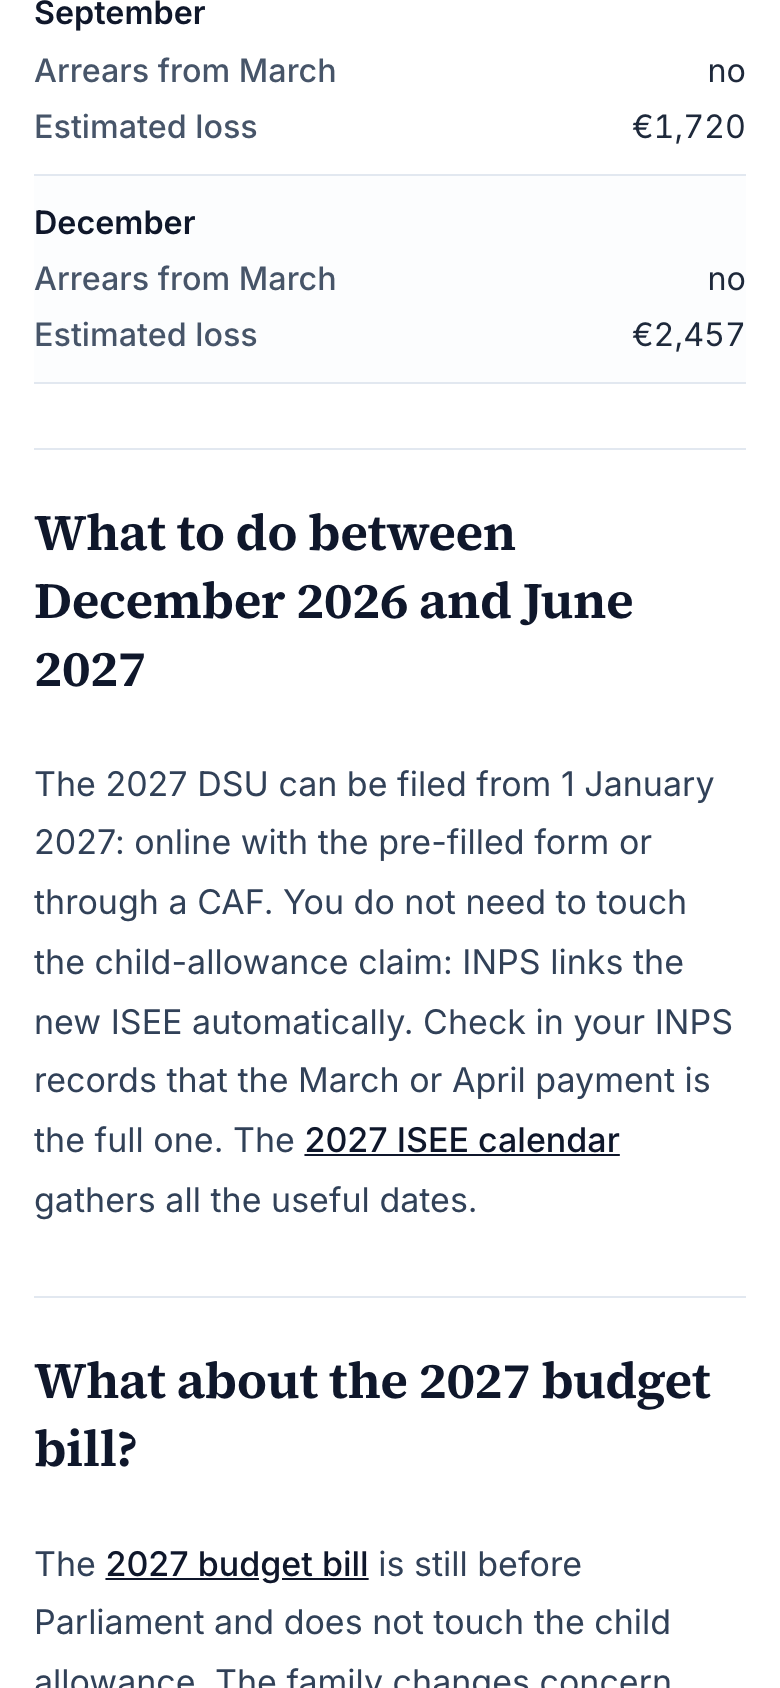 September
Arrears from March no
Estimated loss €1,720
December
Arrears from March no
Estimated loss €2,457
What to do between
December 2026 and June
2027
The 2027 DSU can be filed from 1 January
2027: online with the pre-filled form or
through a CAF. You do not need to touch
the child-allowance claim: INPS links the
new ISEE automatically. Check in your INPS
records that the March or April payment is
the full one. The 2027 ISEE calendar
gathers all the useful dates.
What about the 2027 budget
bill?
The 2027 budget bill is still before
Parliament and does not touch the child
allowance. The family changes concern